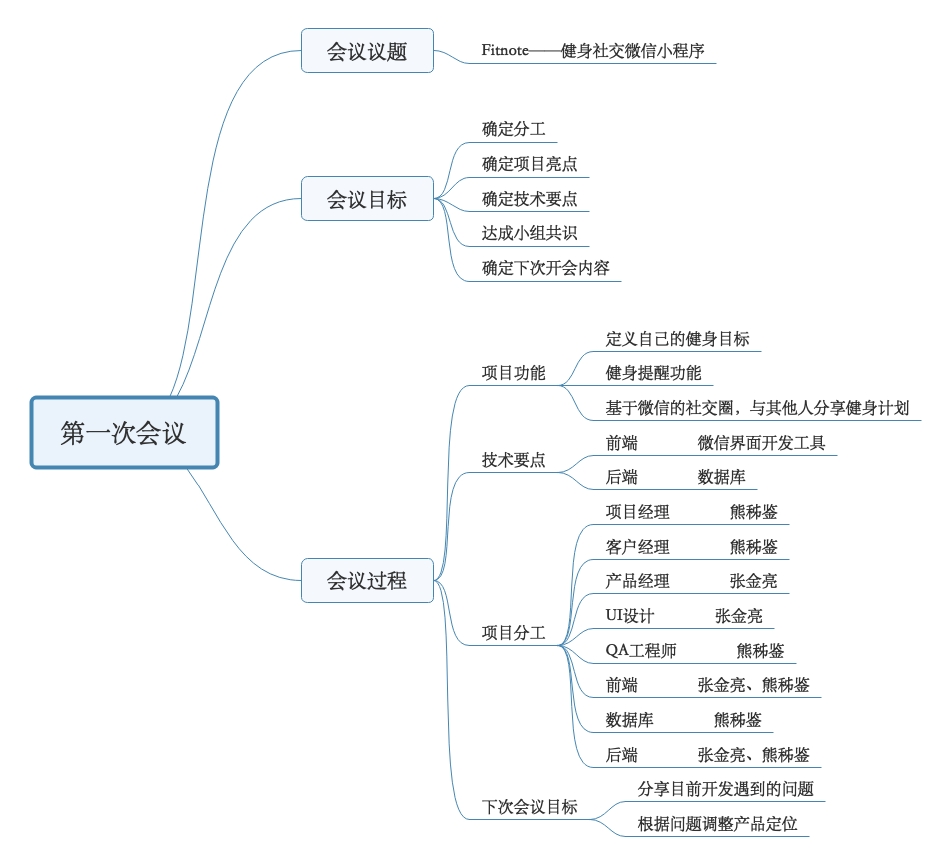 会议议题
Fitnote——健身社交微信小程序
会议目标
确定分工
确定项目亮点
确定技术要点
达成小组共识
确定下次开会内容
第一次会议
会议过程
项目功能
定义自己的健身目标
健身提醒功能
基于微信的社交圈，与其他人分享健身计划
技术要点
前端 微信界面开发工具
后端 数据库
项目分工
项目经理 熊秭鉴
客户经理 熊秭鉴
产品经理 张金亮
UI设计 张金亮
QA工程师 熊秭鉴
前端 张金亮、熊秭鉴
数据库 熊秭鉴
后端 张金亮、熊秭鉴
下次会议目标
分享目前开发遇到的问题
根据问题调整产品定位